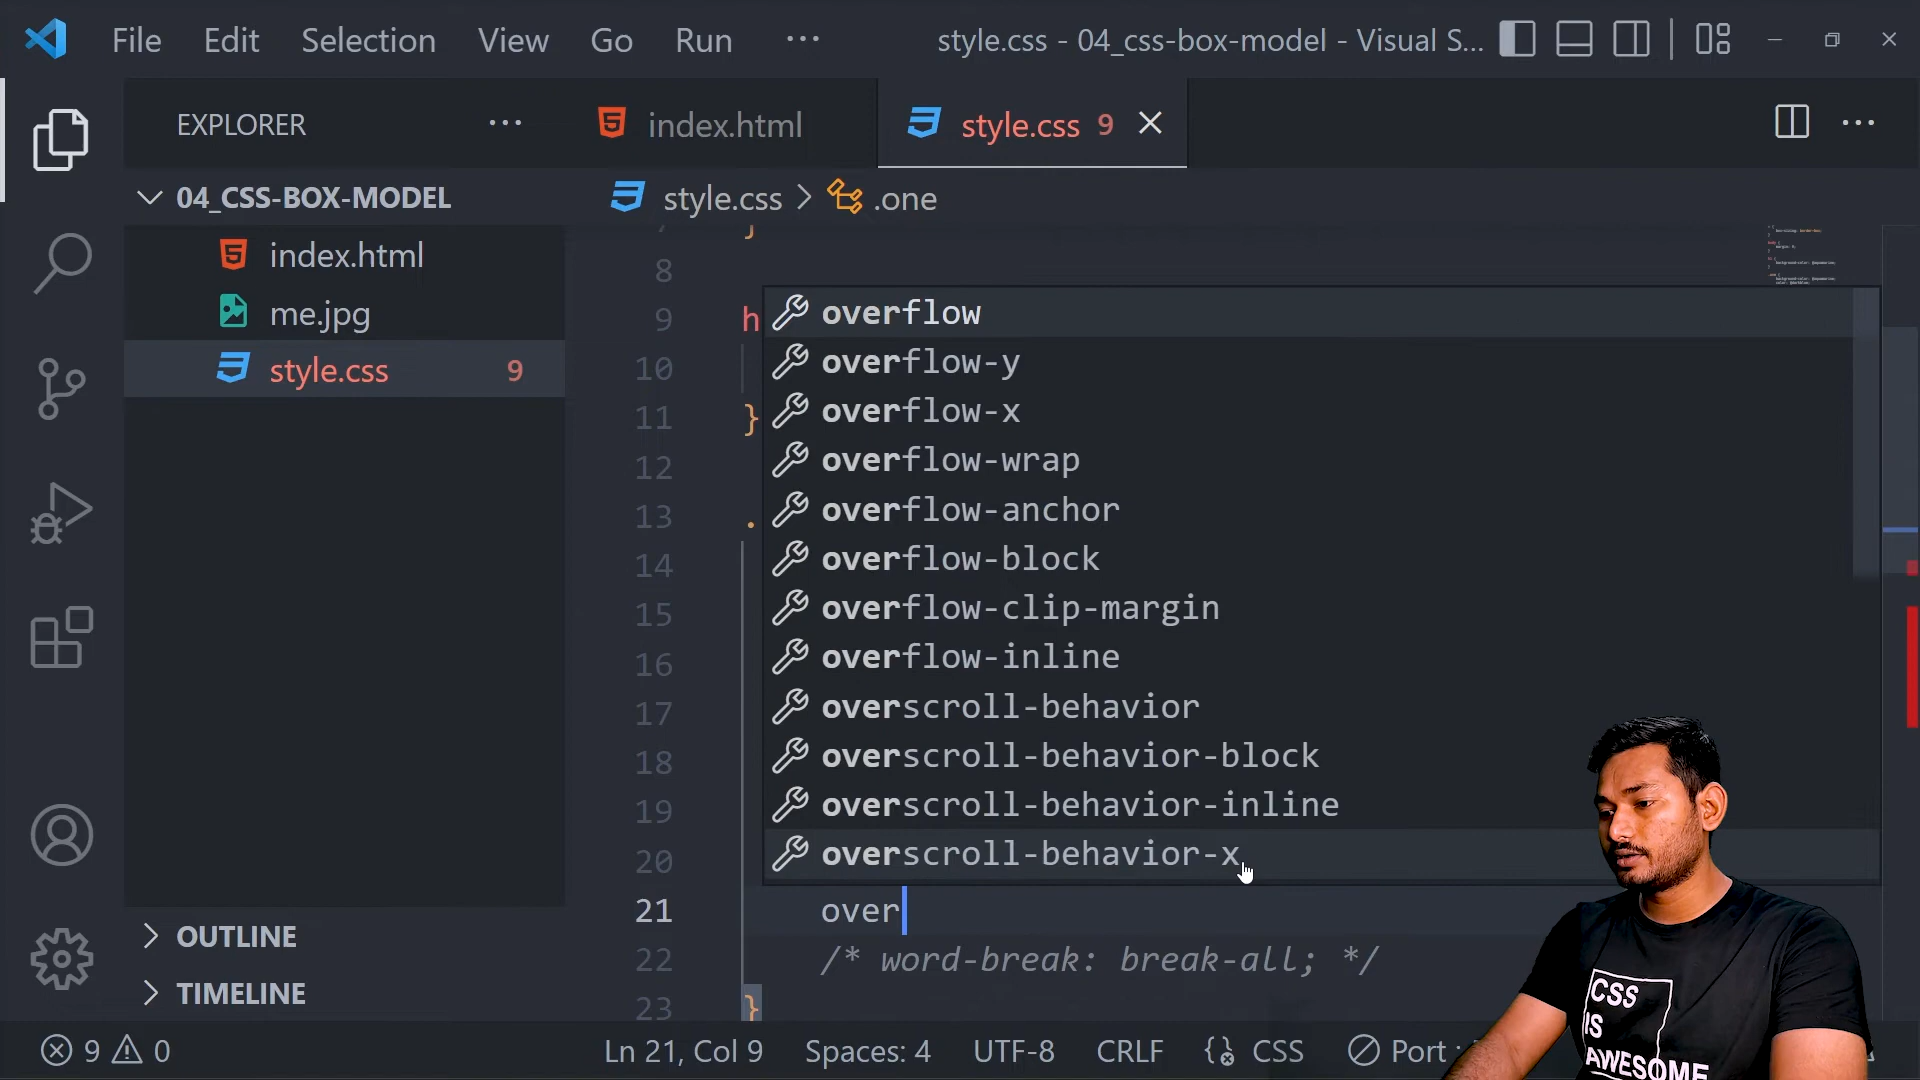 File Edit Selection View Go Run ··· style.css - 04_css-box-model - Visual S...
EXPLORER ···
04_CSS-BOX-MODEL
index.html
me.jpg
style.css 9
OUTLINE
TIMELINE
index.html style.css 9
style.css > .one
7 }
8
9 h
10
11 }
12
13 .
14
15
16
17
18
19
20
overflow
overflow-y
overflow-x
overflow-wrap
overflow-anchor
overflow-block
overflow-clip-margin
overflow-inline
overscroll-behavior
overscroll-behavior-block
overscroll-behavior-inline
overscroll-behavior-x
21 over
22 /* word-break: break-all; */
23 }
CSS
IS
AWESOME
9 0 Ln 21, Col 9 Spaces: 4 UTF-8 CRLF CSS Port :